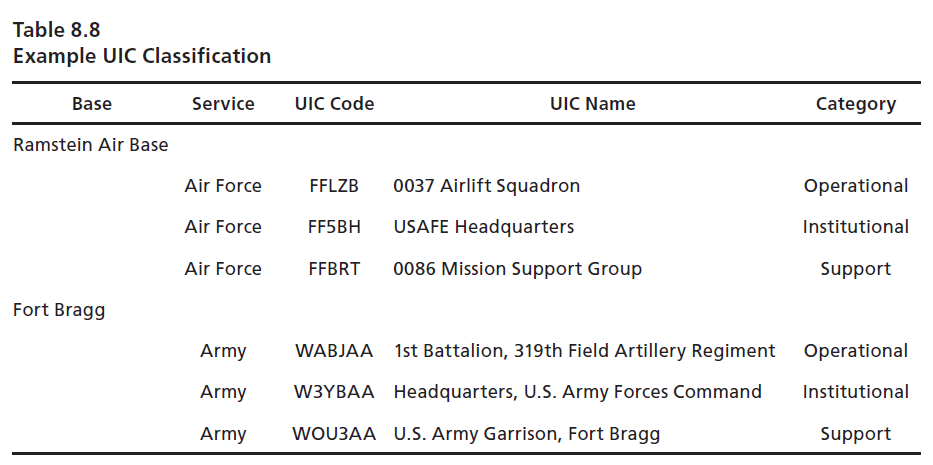 Table 8.8
Example UIC Classification
Base Service UIC Code UIC Name Category
Ramstein Air Base
Air Force FFLZB 0037 Airlift Squadron Operational
Air Force FF5BH USAFE Headquarters Institutional
Air Force FFBRT 0086 Mission Support Group Support
Fort Bragg
Army WABJAA 1st Battalion, 319th Field Artillery Regiment Operational
Army W3YBAA Headquarters, U.S. Army Forces Command Institutional
Army WOU3AA U.S. Army Garrison, Fort Bragg Support